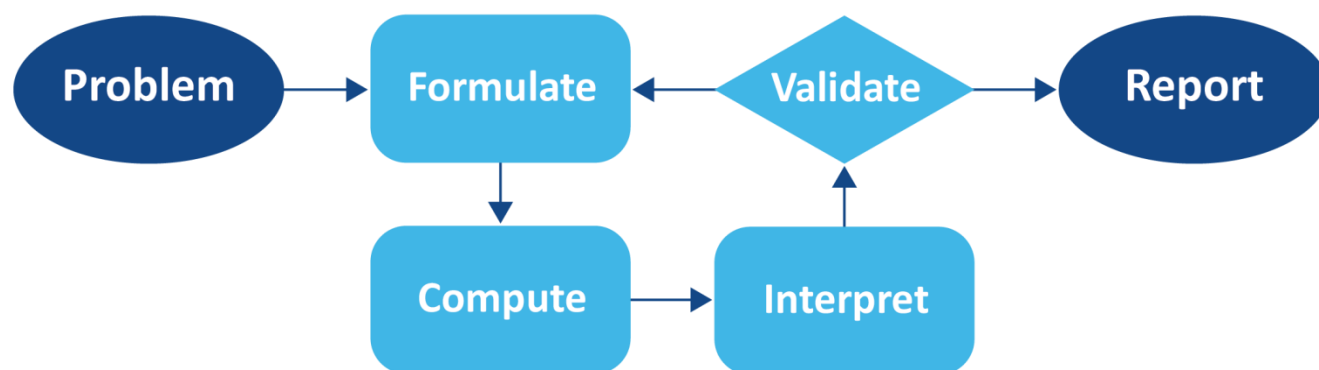 Problem
Formulate
Validate
Report
Compute
Interpret